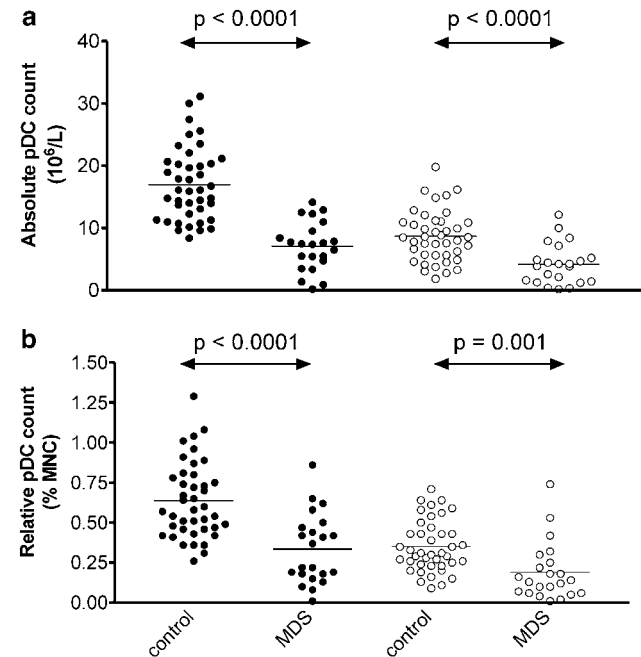 a
p < 0.0001
p < 0.0001
Absolute pDC count
(10⁶/L)
40
30
20
10
0
b
p < 0.0001
p = 0.001
Relative pDC count
(% MNC)
1.50
1.25
1.00
0.75
0.50
0.25
0.00
control
MDS
control
MDS